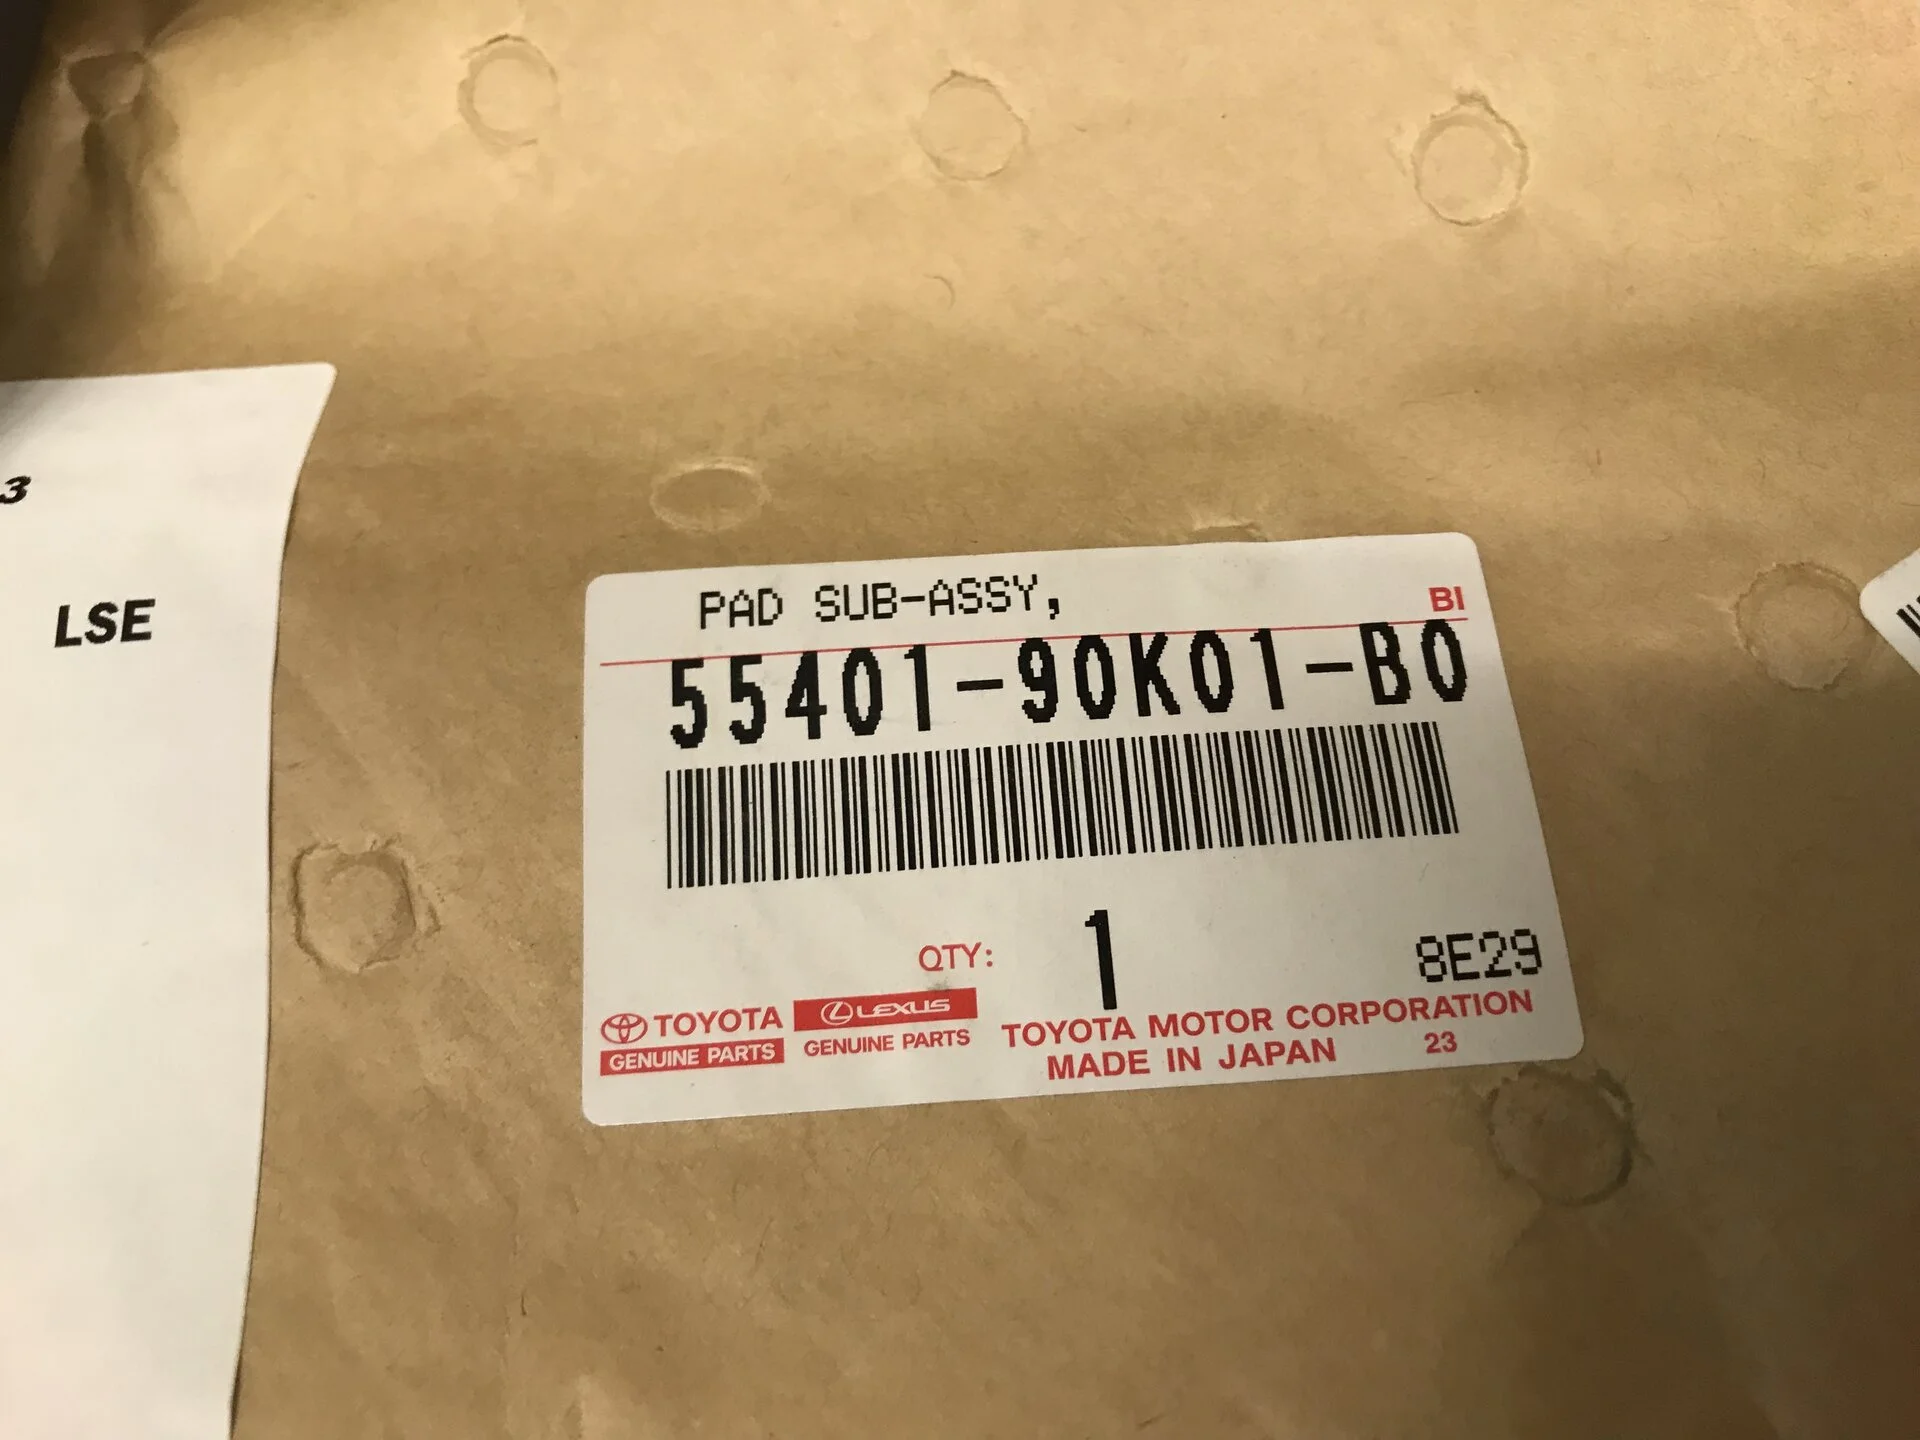 3
LSE
PAD SUB-ASSY,
BI
55401-90K01-B0
QTY: 1
8E29
TOYOTA
GENUINE PARTS
LEXUS
GENUINE PARTS
TOYOTA MOTOR CORPORATION
MADE IN JAPAN 23